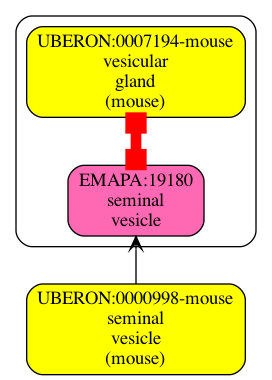 UBERON:0007194-mouse
vesicular
gland
(mouse)
EMAPA:19180
seminal
vesicle
UBERON:0000998-mouse
seminal
vesicle
(mouse)